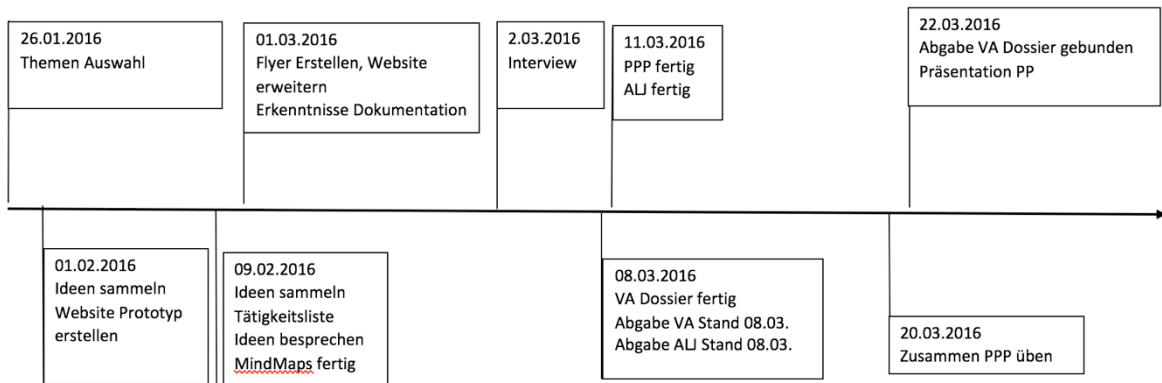 26.01.2016
Themen Auswahl
01.03.2016
Flyer Erstellen, Website
erweitern
Erkenntnisse Dokumentation
2.03.2016
Interview
11.03.2016
PPP fertig
ALJ fertig
22.03.2016
Abgabe VA Dossier gebunden
Präsentation PP
01.02.2016
Ideen sammeln
Website Prototyp
erstellen
09.02.2016
Ideen sammeln
Tätigkeitsliste
Ideen besprechen
MindMaps fertig
08.03.2016
VA Dossier fertig
Abgabe VA Stand 08.03.
Abgabe ALJ Stand 08.03.
20.03.2016
Zusammen PPP üben